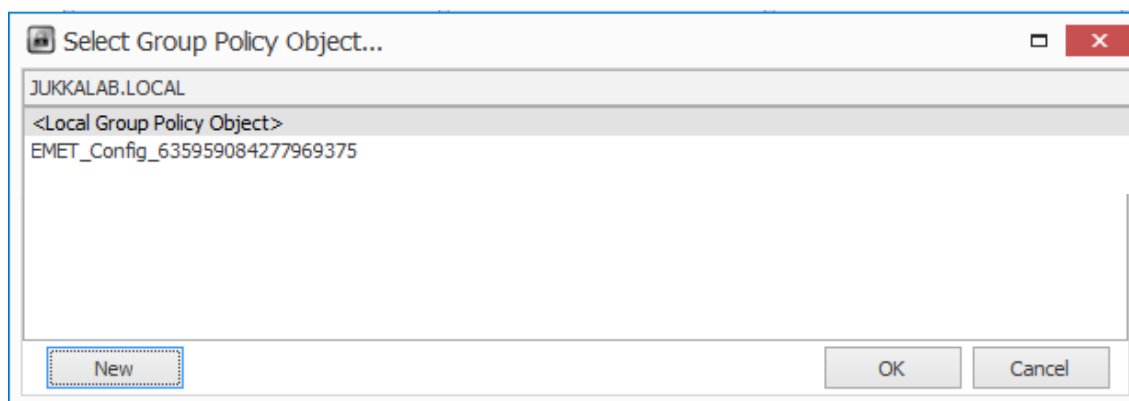 Select Group Policy Object...
JUKKALAB.LOCAL
<Local Group Policy Object>
EMET_Config_635959084277969375
New
OK
Cancel